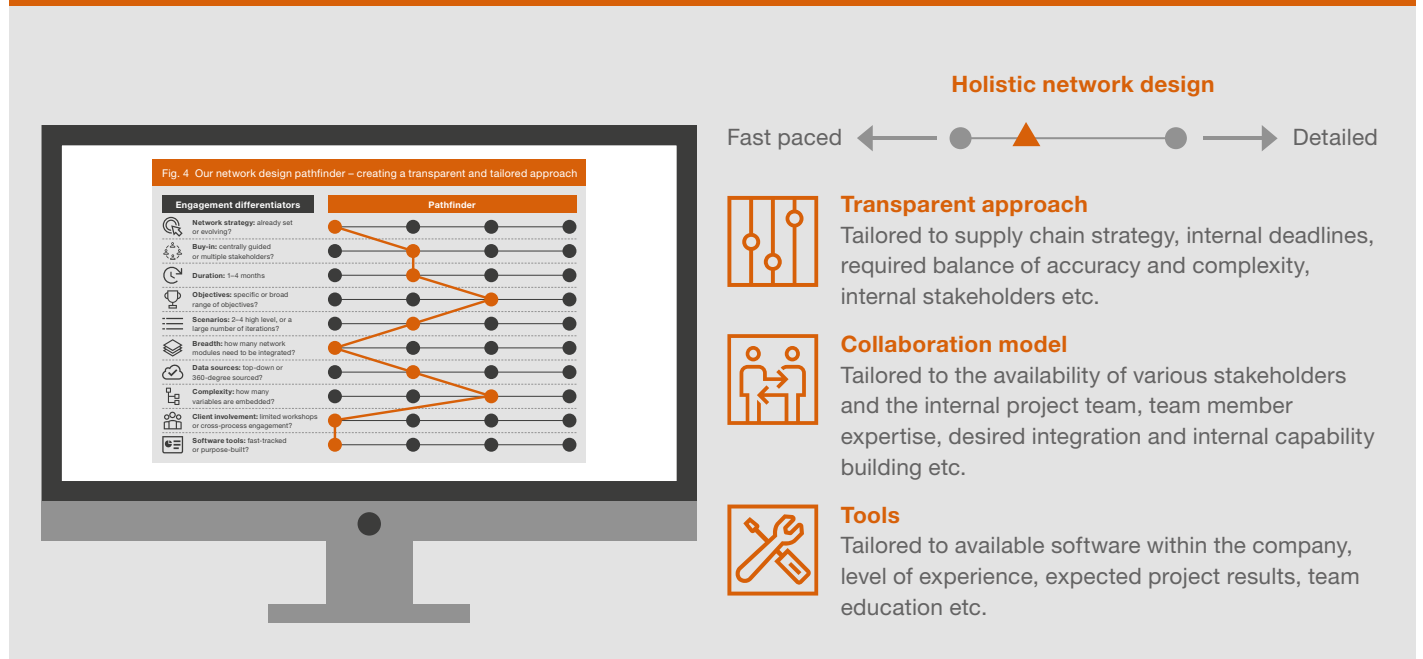 Fig. 4 Our network design pathfinder – creating a transparent and tailored approach
Engagement differentiators
Pathfinder
Network strategy: already set
or evolving?
Buy-in: centrally guided
or multiple stakeholders?
Duration: 1–4 months
Objectives: specific or broad
range of objectives?
Scenarios: 2–4 high level, or a
large number of iterations?
Breadth: how many network
modules need to be integrated?
Data sources: top-down or
360-degree sourced?
Complexity: how many
variables are embedded?
Client involvement: limited workshops
or cross-process engagement?
Software tools: fast-tracked
or purpose-built?
Holistic network design
Fast paced
Detailed
Transparent approach
Tailored to supply chain strategy, internal deadlines,
required balance of accuracy and complexity,
internal stakeholders etc.
Collaboration model
Tailored to the availability of various stakeholders
and the internal project team, team member
expertise, desired integration and internal capability
building etc.
Tools
Tailored to available software within the company,
level of experience, expected project results, team
education etc.